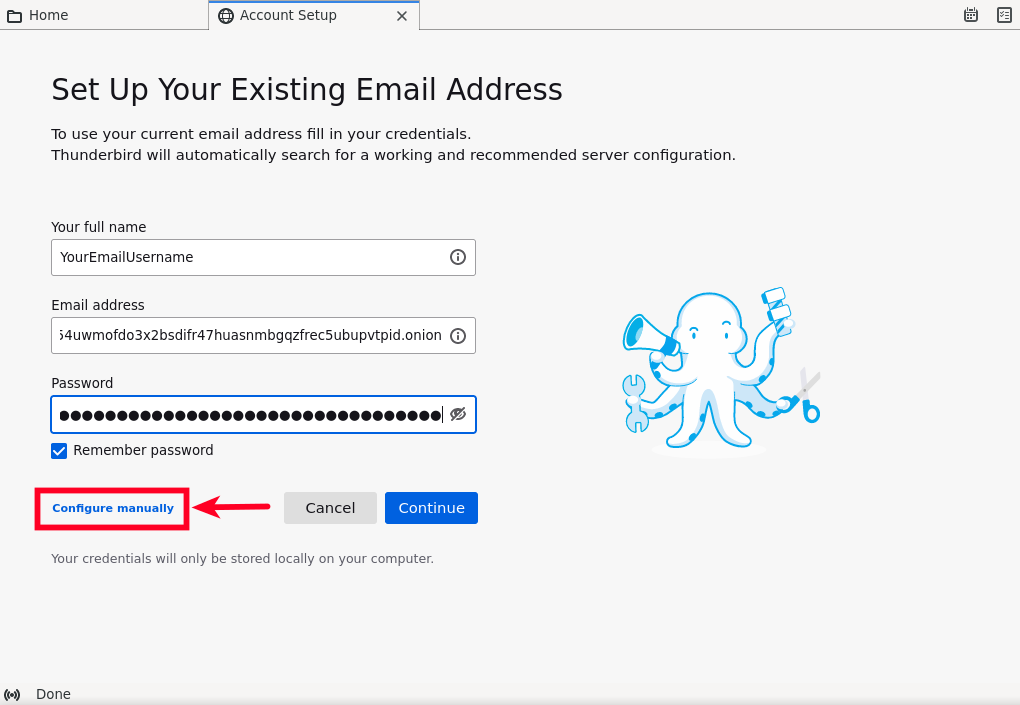 Home
Account Setup
Set Up Your Existing Email Address
To use your current email address fill in your credentials.
Thunderbird will automatically search for a working and recommended server configuration.
Your full name
YourEmailUsername
Email address
54uwmofdo3x2bsdifr47huasnmbgqzfrec5ubupvtpid.onion
Password
Remember password
Configure manually
Cancel
Continue
Your credentials will only be stored locally on your computer.
Done